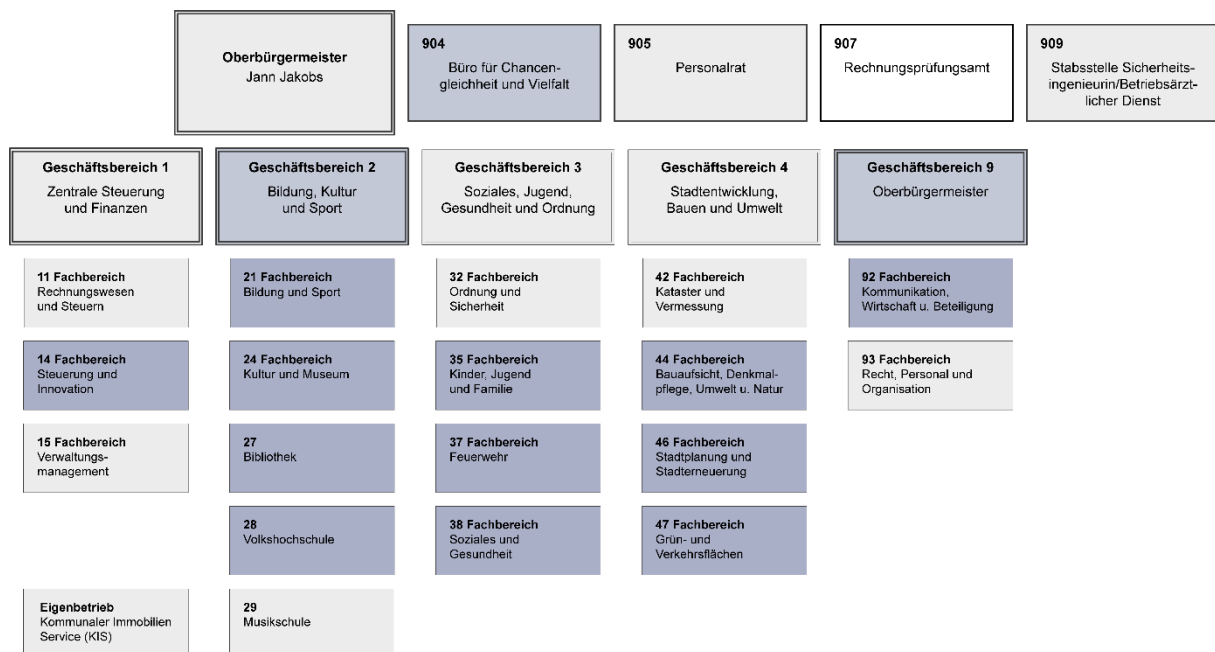 Oberbürgermeister
Jann Jakobs
904
Büro für Chancen-
gleichheit und Vielfalt
905
Personalrat
907
Rechnungsprüfungsamt
909
Stabsstelle Sicherheits-
ingenieurin/Betriebsärzt-
licher Dienst
Geschäftsbereich 1
Zentrale Steuerung
und Finanzen
Geschäftsbereich 2
Bildung, Kultur
und Sport
Geschäftsbereich 3
Soziales, Jugend,
Gesundheit und Ordnung
Geschäftsbereich 4
Stadtentwicklung,
Bauen und Umwelt
Geschäftsbereich 9
Oberbürgermeister
11 Fachbereich
Rechnungswesen
und Steuern
14 Fachbereich
Steuerung und
Innovation
15 Fachbereich
Verwaltungs-
management
Eigenbetrieb
Kommunaler Immobilien
Service (KIS)
21 Fachbereich
Bildung und Sport
24 Fachbereich
Kultur und Museum
27
Bibliothek
28
Volkshochschule
29
Musikschule
32 Fachbereich
Ordnung und
Sicherheit
35 Fachbereich
Kinder, Jugend
und Familie
37 Fachbereich
Feuerwehr
38 Fachbereich
Soziales und
Gesundheit
42 Fachbereich
Kataster und
Vermessung
44 Fachbereich
Bauaufsicht, Denkmal-
pflege, Umwelt u. Natur
46 Fachbereich
Stadtplanung und
Stadterneuerung
47 Fachbereich
Grün- und
Verkehrsflächen
92 Fachbereich
Kommunikation,
Wirtschaft u. Beteiligung
93 Fachbereich
Recht, Personal und
Organisation